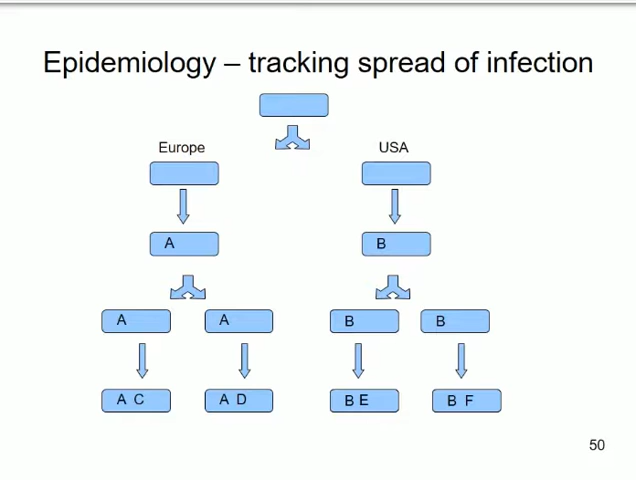 Epidemiology – tracking spread of infection
Europe USA
A B
A A B B
A C A D B E B F
50